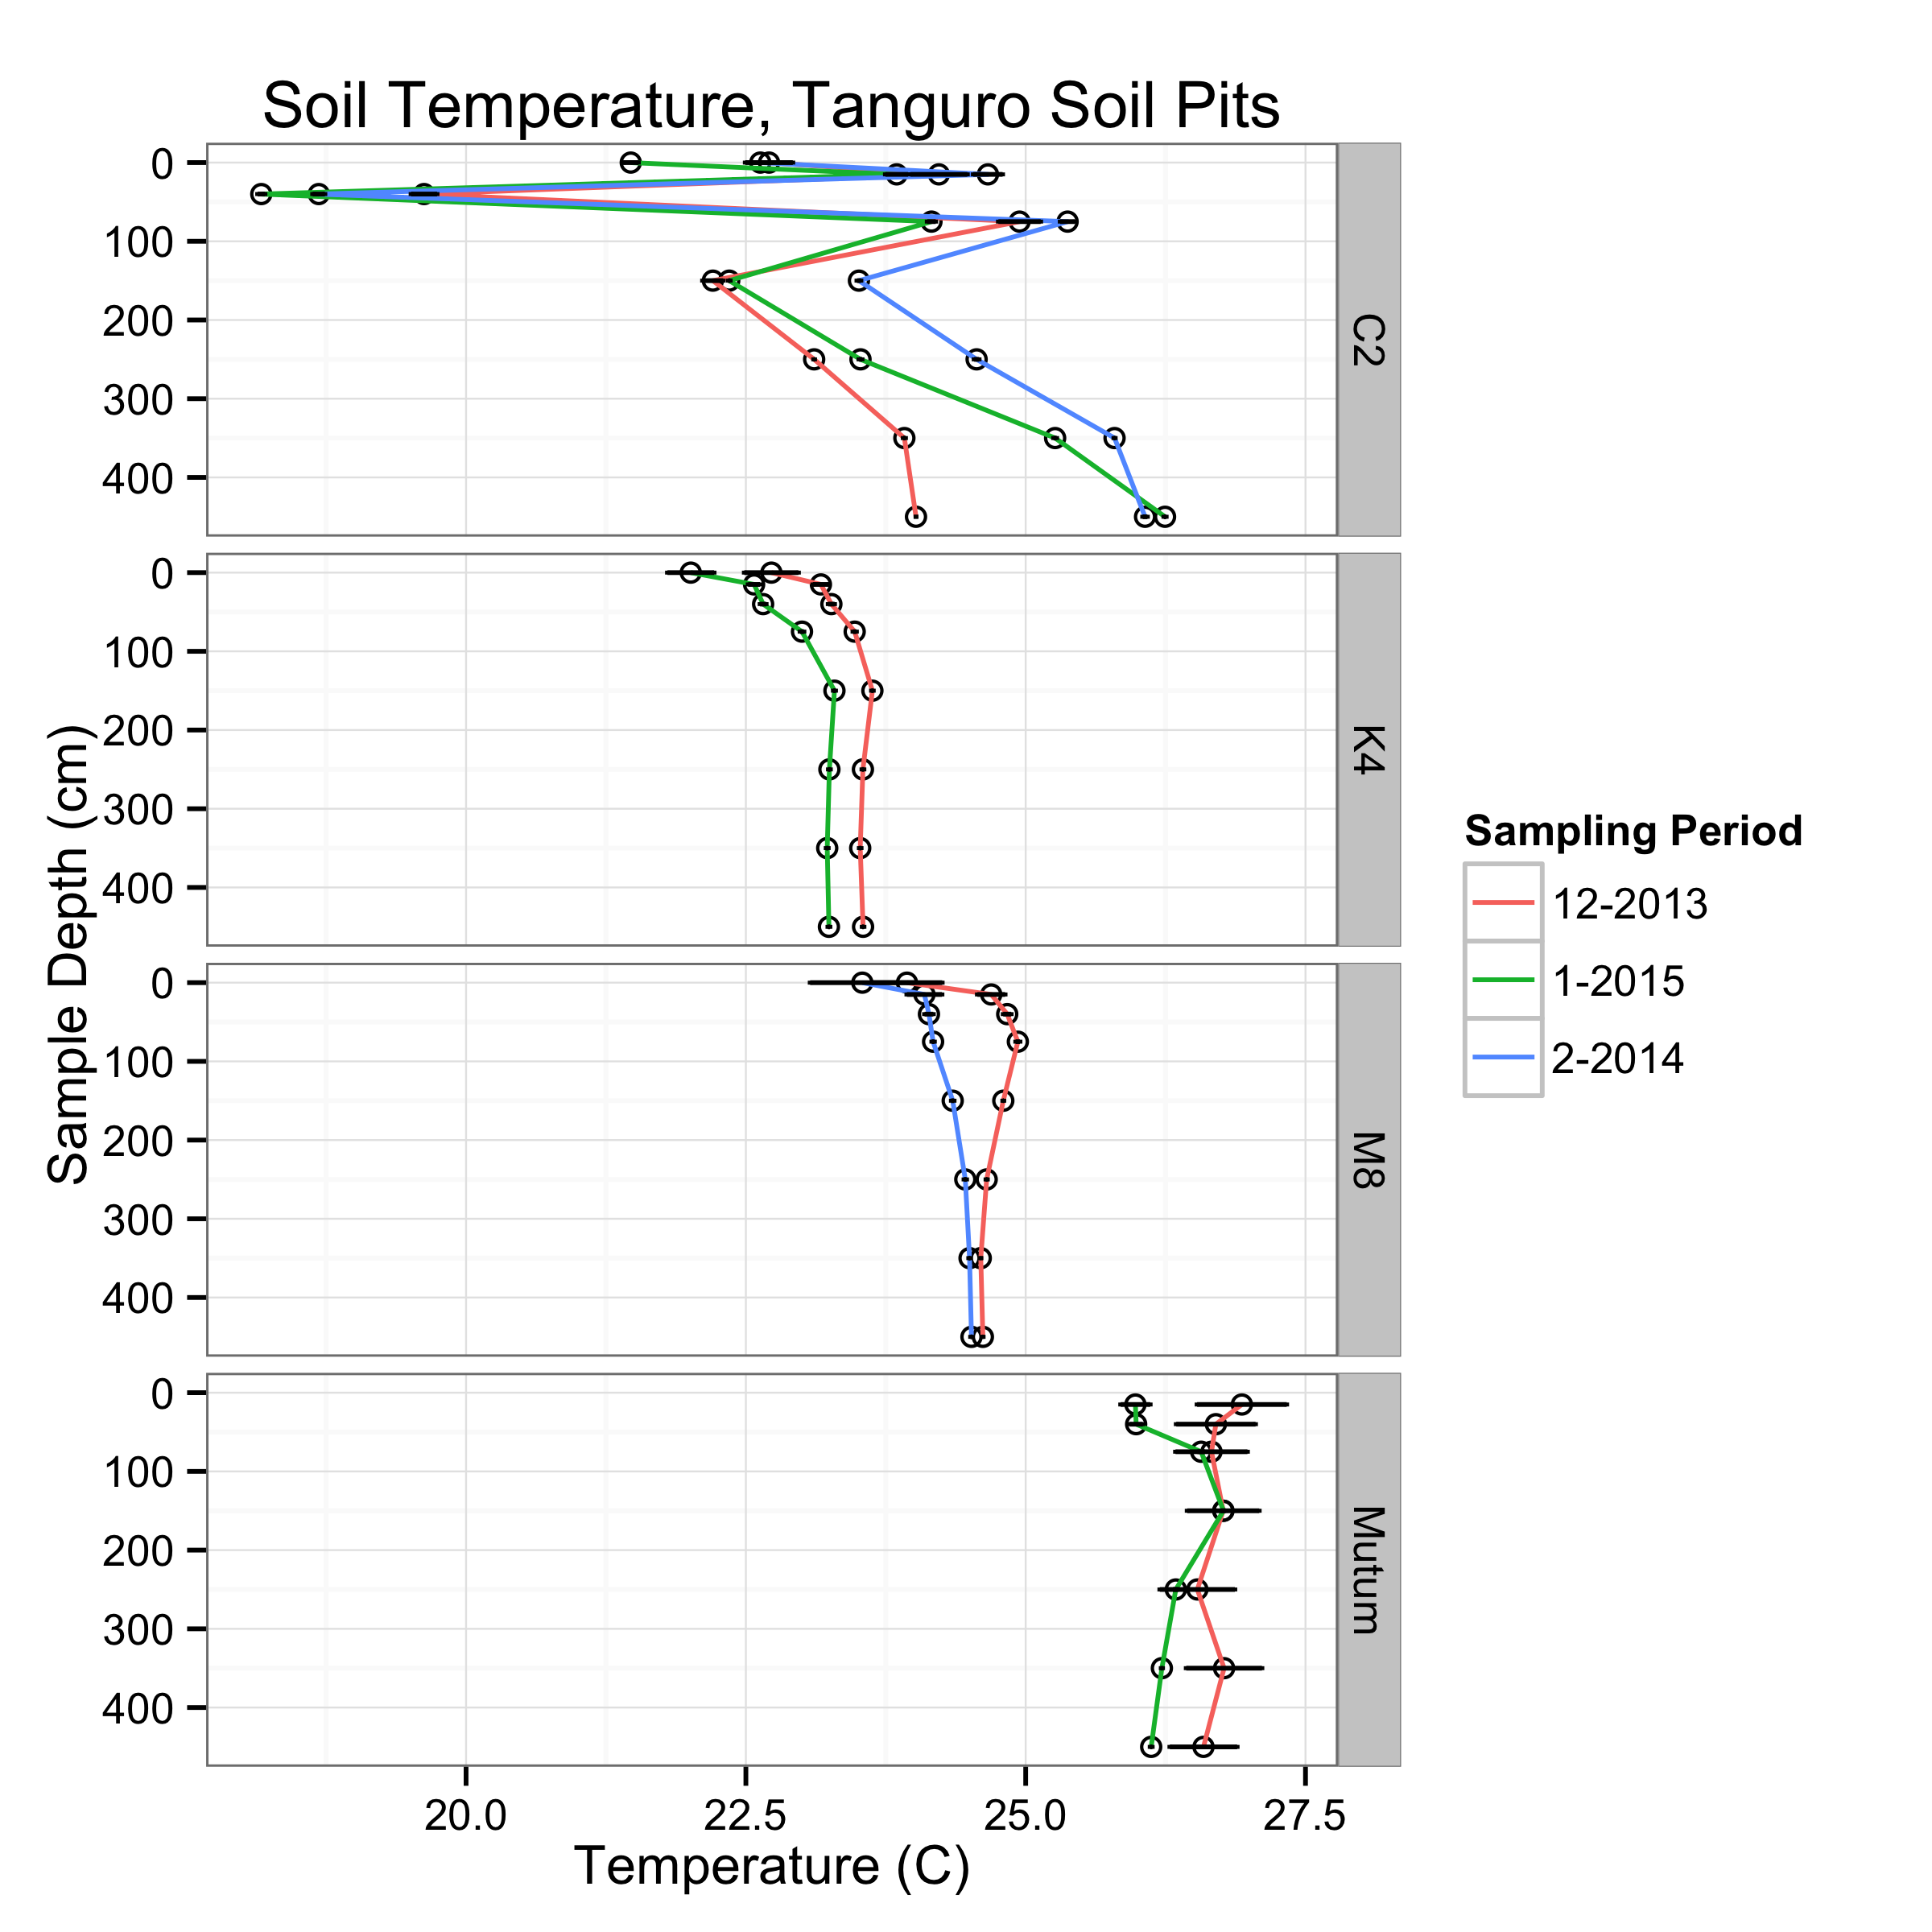 Soil Temperature, Tanguro Soil Pits
Sample Depth (cm)
0
100
200
300
400
C2
0
100
200
300
400
K4
0
100
200
300
400
M8
0
100
200
300
400
Mutum
20.0 22.5 25.0 27.5
Temperature (C)
Sampling Period
12-2013
1-2015
2-2014